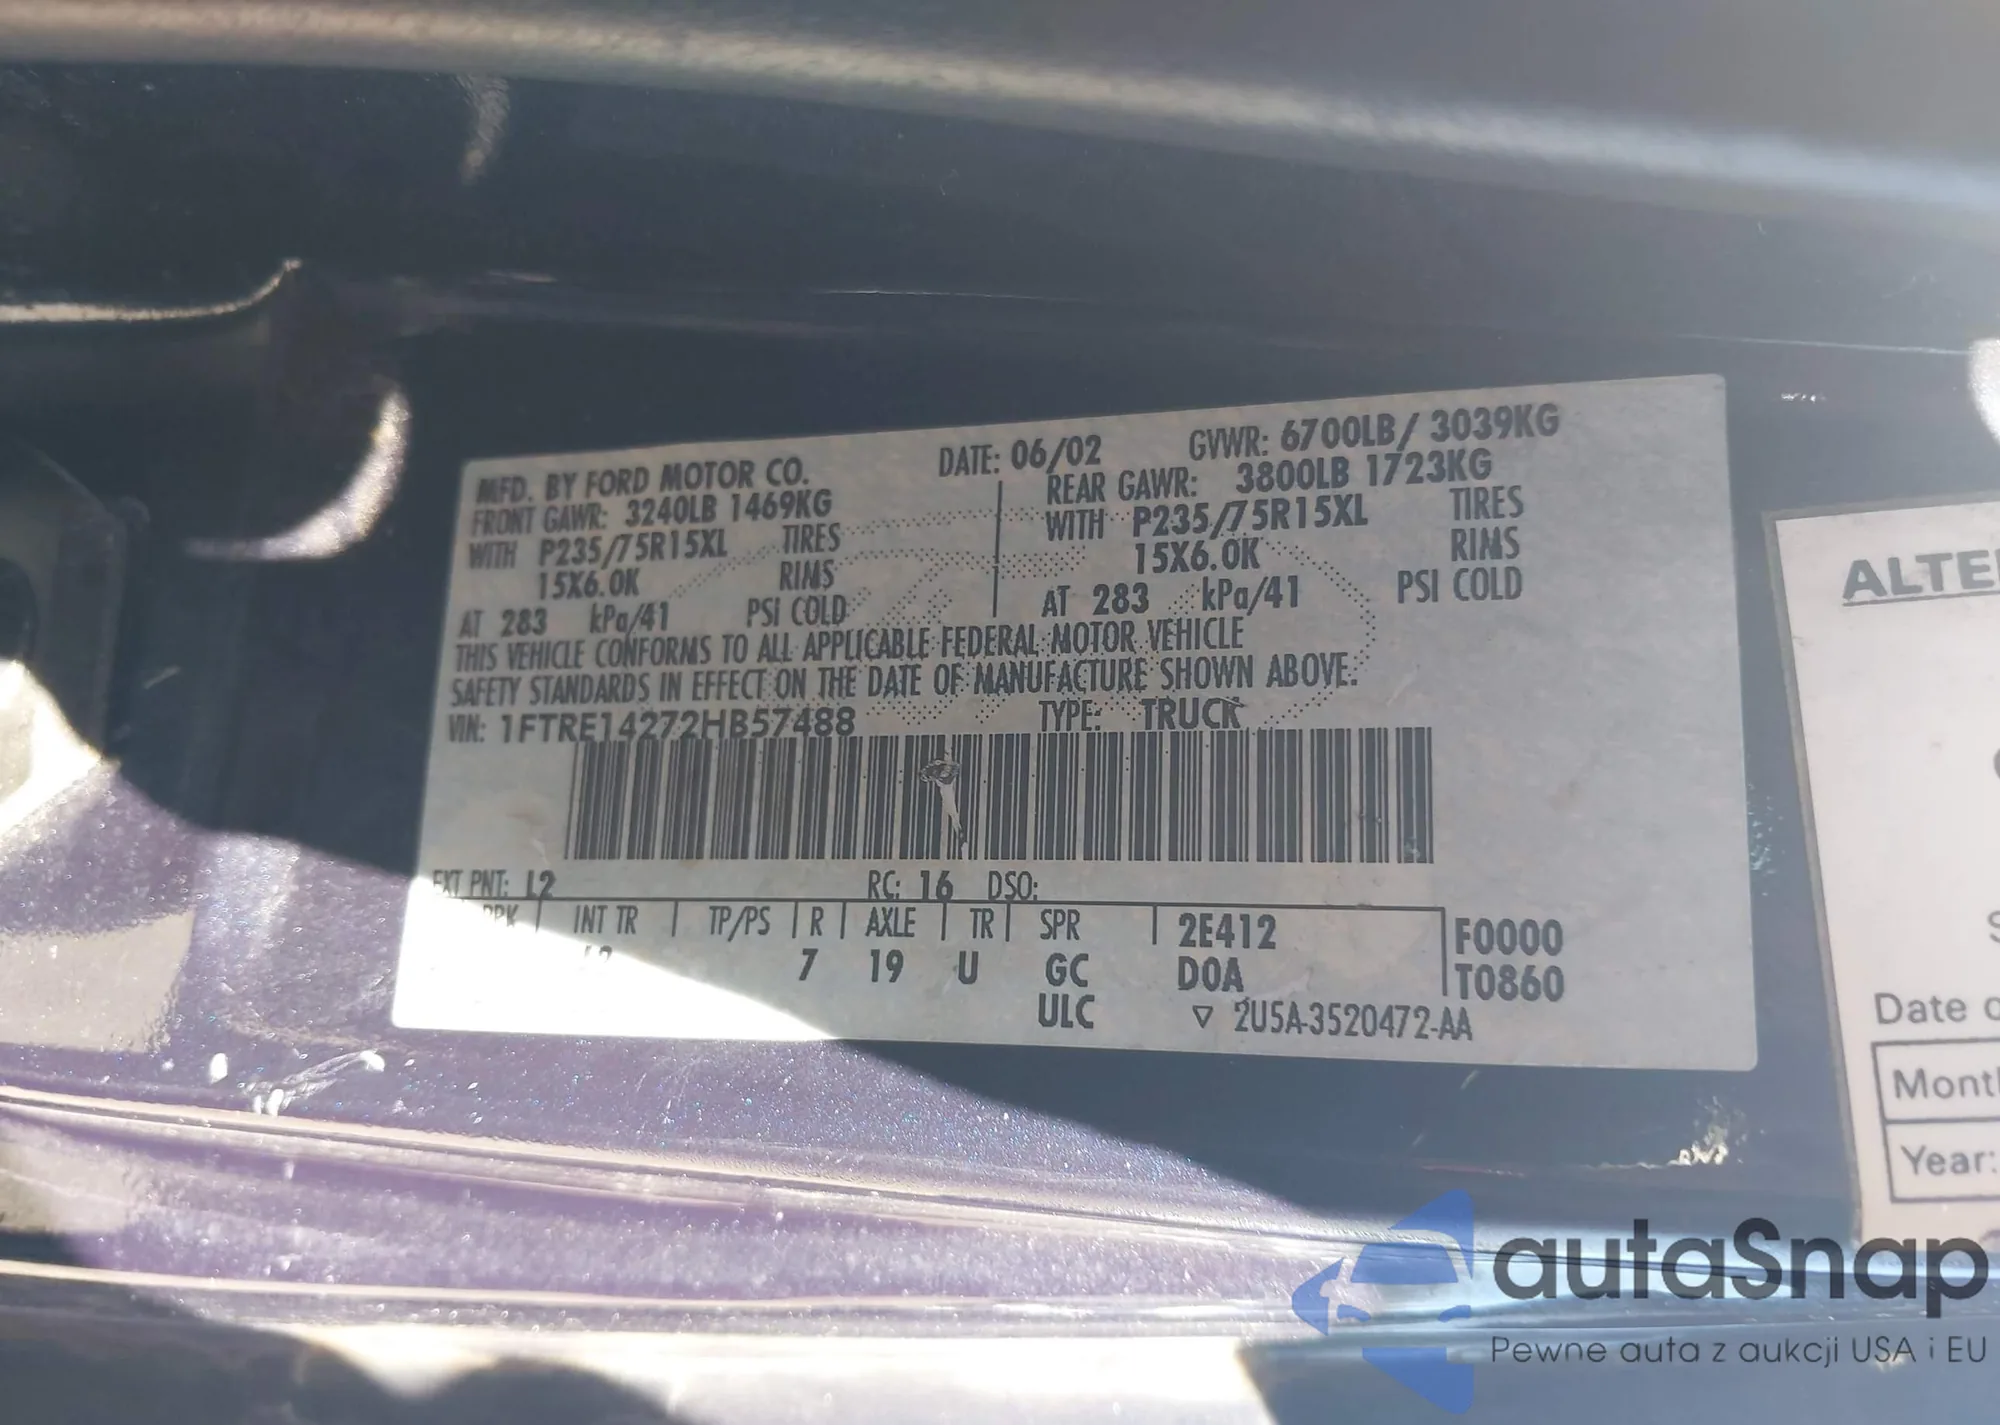 MFD. BY FORD MOTOR CO. DATE: 06/02 GVWR: 6700LB/ 3039KG
FRONT GAWR: 3240LB 1469KG REAR GAWR: 3800LB 1723KG
WITH P235/75R15XL TIRES WITH P235/75R15XL TIRES
15X6.0K RIMS 15X6.0K RIMS
AT 283 kPa/41 PSI COLD AT 283 kPa/41 PSI COLD
THIS VEHICLE CONFORMS TO ALL APPLICABLE FEDERAL MOTOR VEHICLE
SAFETY STANDARDS IN EFFECT ON THE DATE OF MANUFACTURE SHOWN ABOVE.
VIN: 1FTRE14272HB57488 TYPE: TRUCK
EXT PNT: L2 RC: 16 DSO:
INT TR TP/PS R AXLE TR SPR 2E412 F0000
7 19 U GC DOA T0860
ULC ▽ 2U5A-3520472-AA
ALTE
Date o
Month
Year:
autaSnap
Pewne auta z aukcji USA i EU